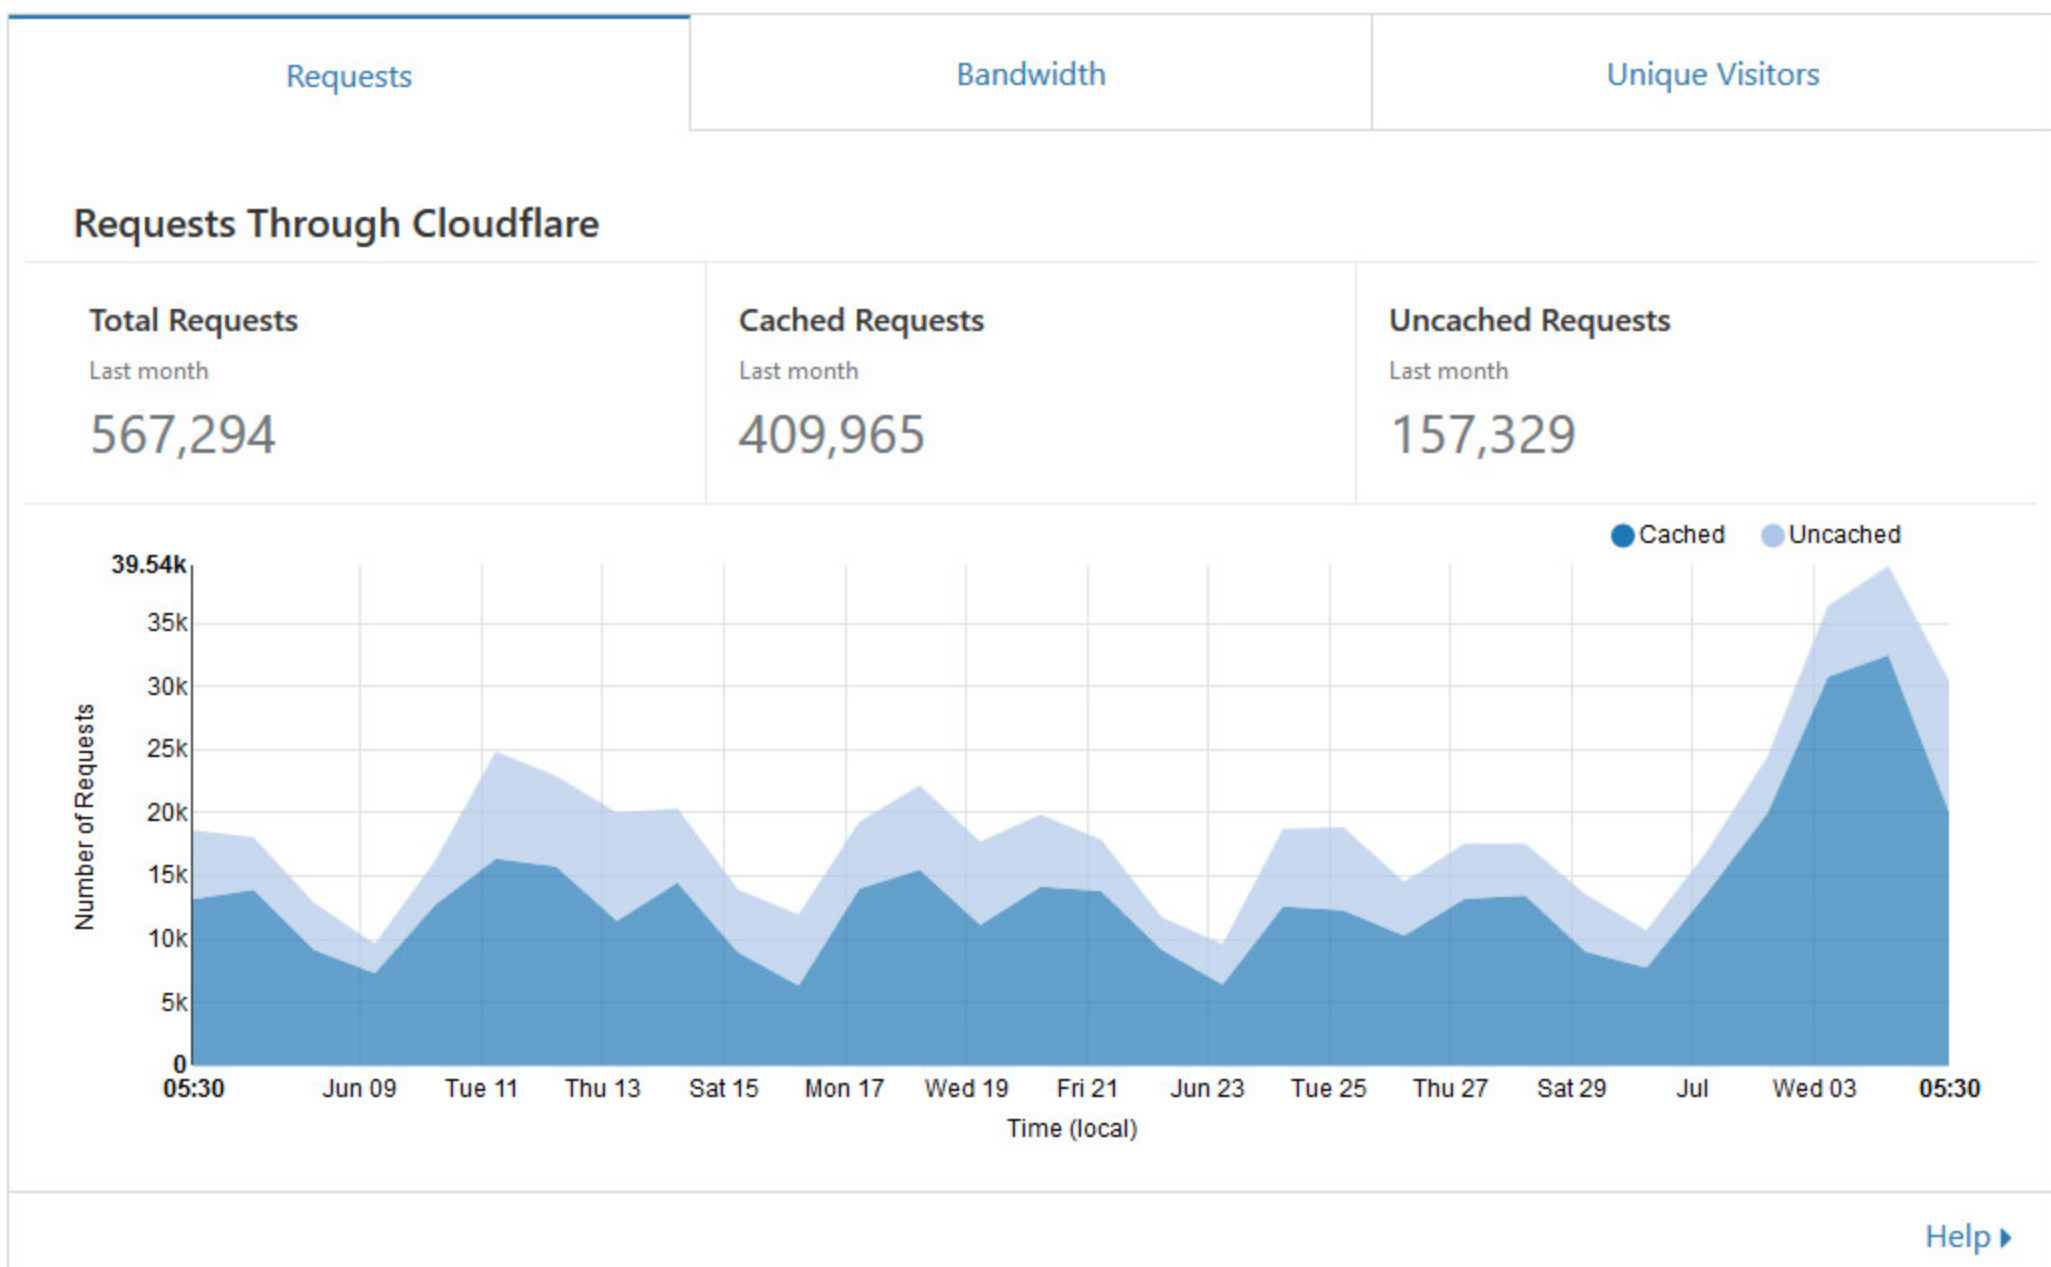 Requests
Bandwidth
Unique Visitors
Requests Through Cloudflare
Total Requests
Last month
567,294
Cached Requests
Last month
409,965
Uncached Requests
Last month
157,329
Cached
Uncached
39.54k
35k
30k
25k
20k
15k
10k
5k
0
Number of Requests
05:30
Jun 09
Tue 11
Thu 13
Sat 15
Mon 17
Wed 19
Fri 21
Jun 23
Tue 25
Thu 27
Sat 29
Jul
Wed 03
05:30
Time (local)
Help